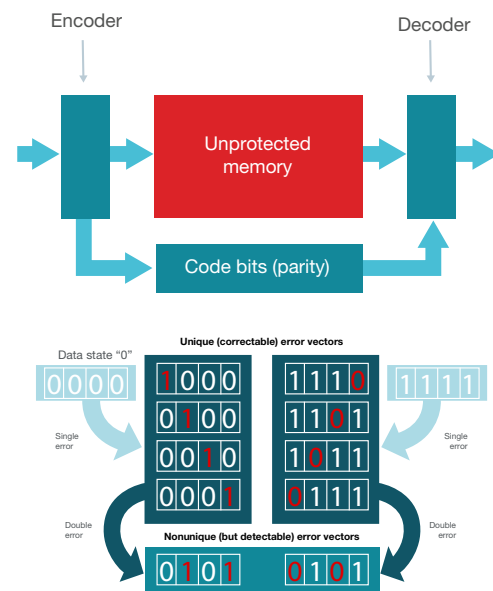 Encoder
Decoder
Unprotected
memory
Code bits (parity)
Unique (correctable) error vectors
Data state “0”
0000
1111
1000
1110
0100
1101
Single
error
Single
error
0010
1011
0001
0111
Double
error
Double
error
Nonunique (but detectable) error vectors
0101
0101